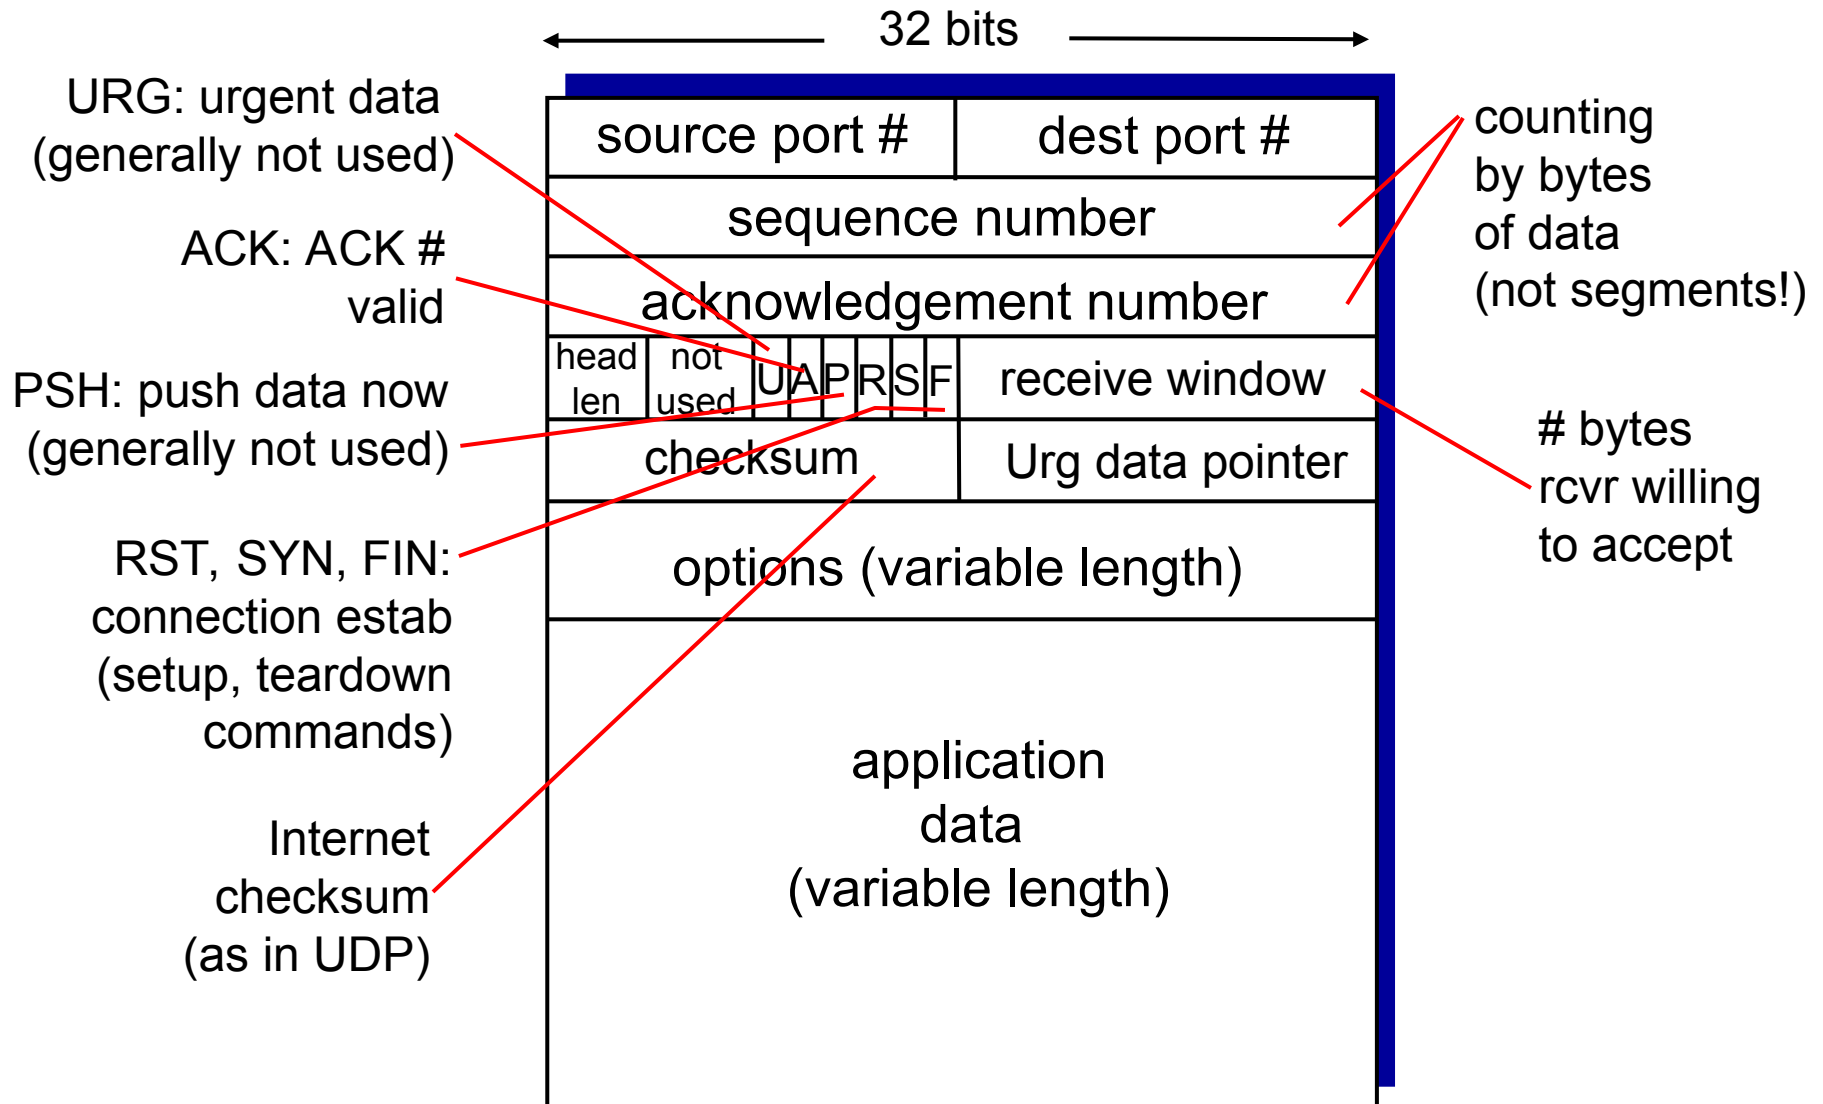 32 bits
URG: urgent data
(generally not used)
ACK: ACK #
valid
PSH: push data now
(generally not used)
RST, SYN, FIN:
connection estab
(setup, teardown
commands)
Internet
checksum
(as in UDP)
source port #
dest port #
sequence number
acknowledgement number
head
len
not
used
U
A
P
R
S
F
receive window
checksum
Urg data pointer
options (variable length)
application
data
(variable length)
counting
by bytes
of data
(not segments!)
# bytes
rcvr willing
to accept